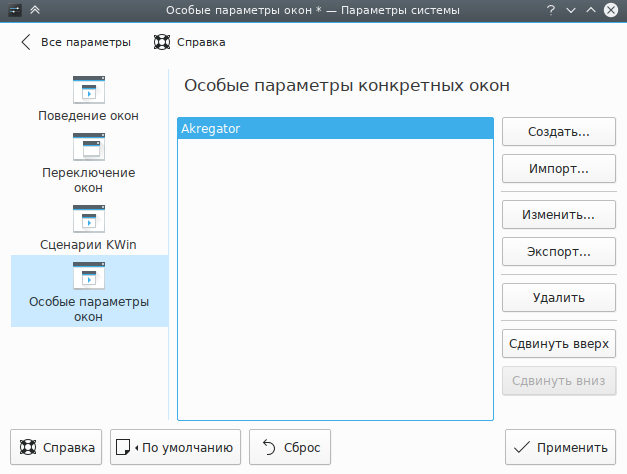 Особые параметры окон * — Параметры системы
Все параметры
Справка
Поведение окон
Переключение
окон
Сценарии KWin
Особые параметры
окон
Особые параметры конкретных окон
Akregator
Создать...
Импорт...
Изменить...
Экспорт...
Удалить
Сдвинуть вверх
Сдвинуть вниз
Справка
По умолчанию
Сброс
Применить